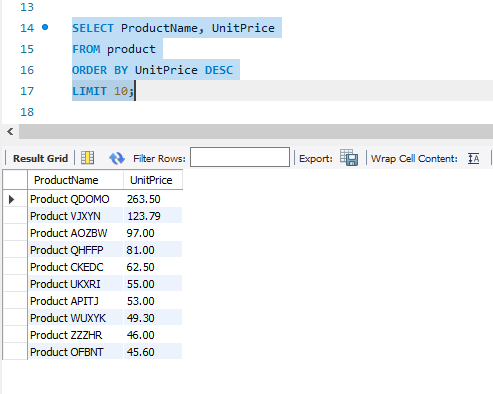 13
14 SELECT ProductName, UnitPrice
15 FROM product
16 ORDER BY UnitPrice DESC
17 LIMIT 10;
18
Result Grid Filter Rows: Export: Wrap Cell Content:
ProductName UnitPrice
Product QDOMO 263.50
Product VJXYN 123.79
Product AOZBW 97.00
Product QHFFP 81.00
Product CKEDC 62.50
Product UKXRI 55.00
Product APITJ 53.00
Product WUXYK 49.30
Product ZZZHR 46.00
Product OFBNT 45.60